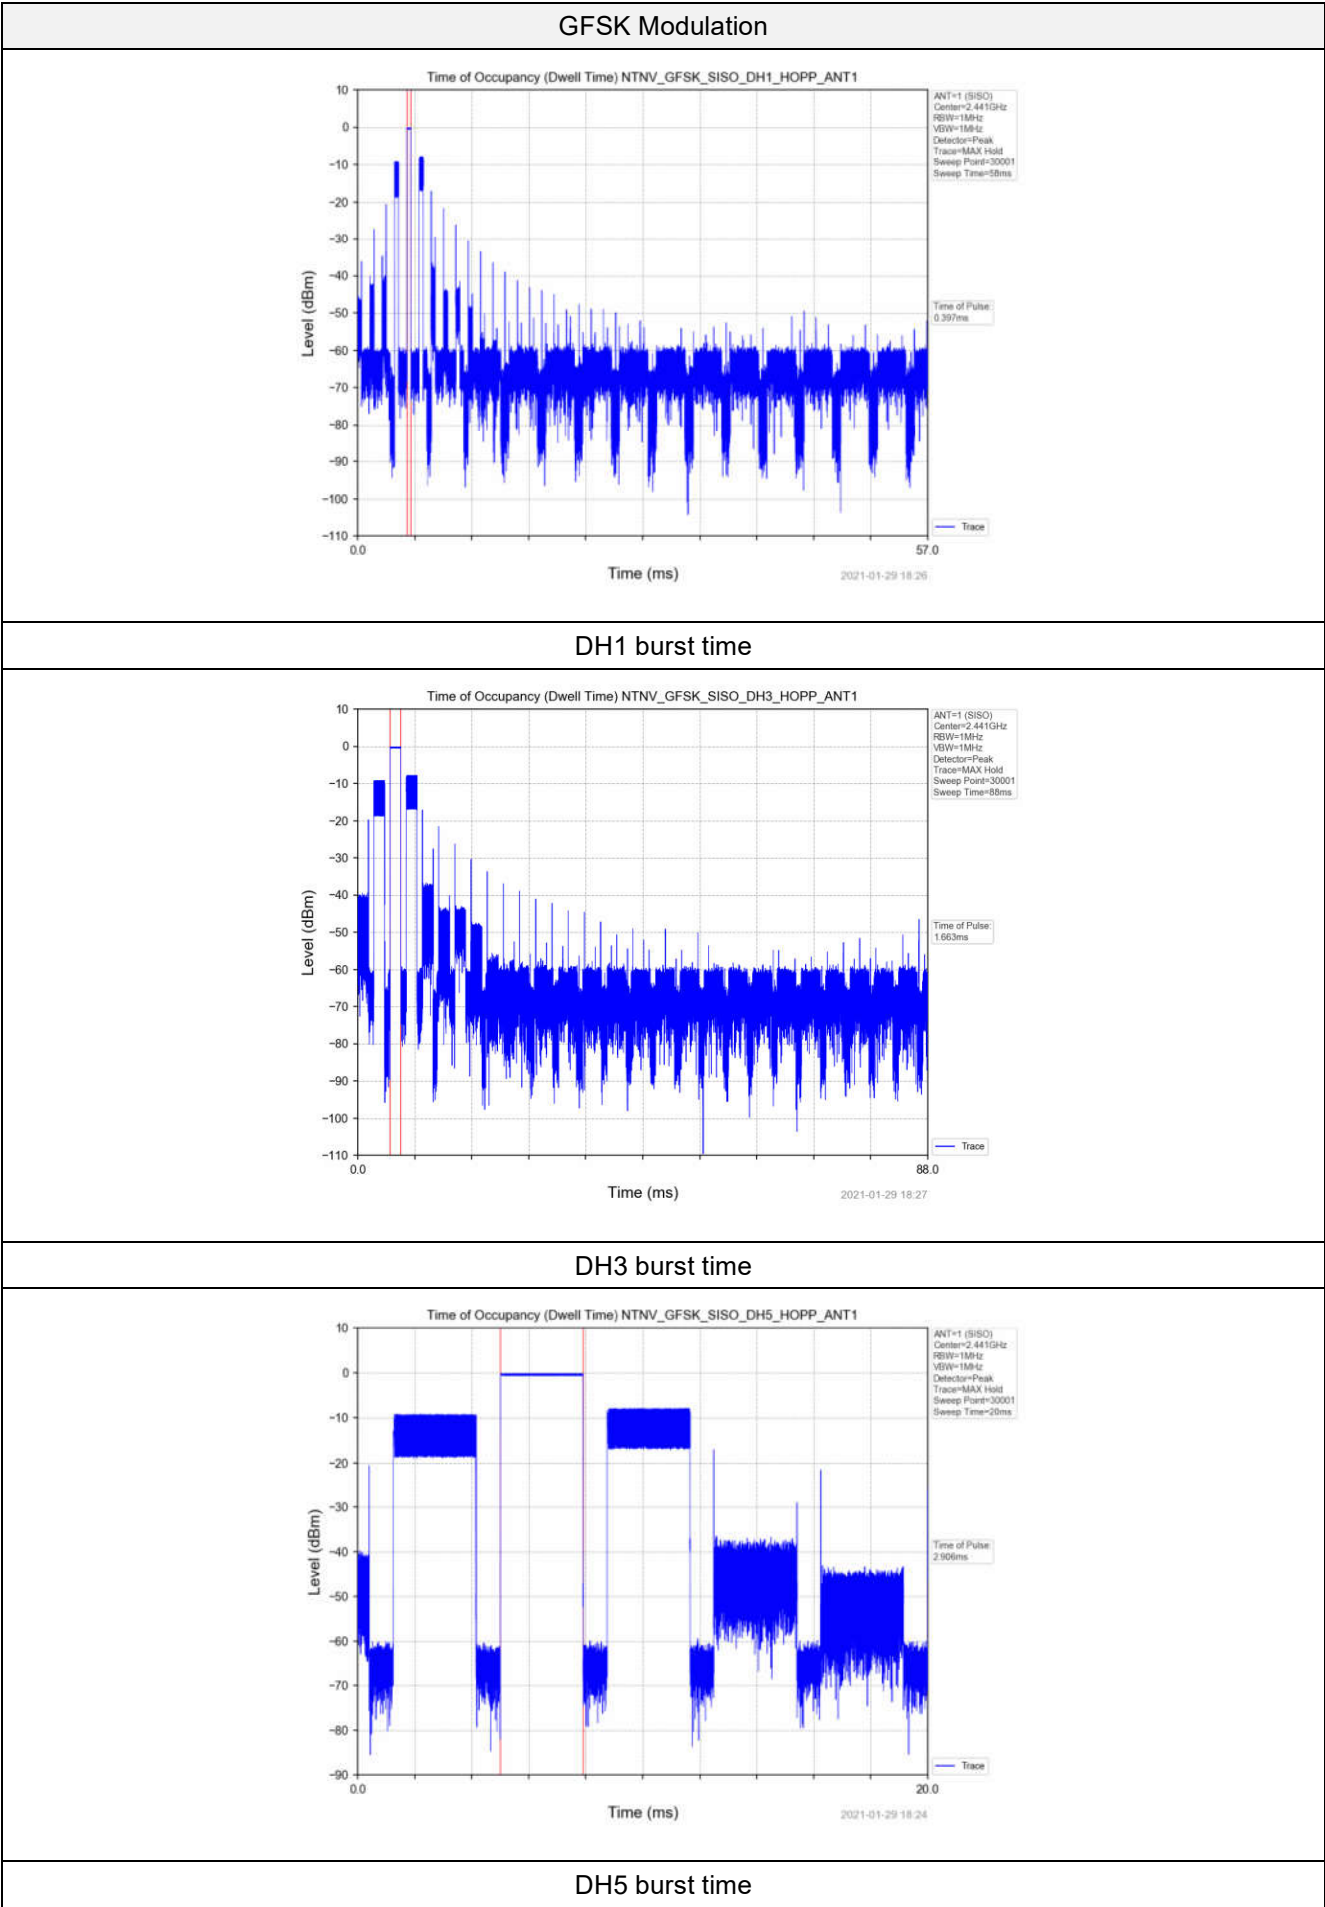 GFSK Modulation
Time of Occupancy (Dwell Time) NTNV_GFSK_SISO_DH1_HOPP_ANT1
10
0
−10
−20
−30
−40
−50
−60
−70
−80
−90
−100
−110
Level (dBm)
0.0
57.0
Time (ms)
ANT=1 (SISO)
Center=2.441GHz
RBW=1MHz
VBW=1MHz
Detector=Peak
Trace=MAX Hold
Sweep Point=30001
Sweep Time=58ms
Time of Pulse:
0.397ms
Trace
2021-01-29 18:26
DH1 burst time
Time of Occupancy (Dwell Time) NTNV_GFSK_SISO_DH3_HOPP_ANT1
10
0
−10
−20
−30
−40
−50
−60
−70
−80
−90
−100
−110
Level (dBm)
0.0
88.0
Time (ms)
ANT=1 (SISO)
Center=2.441GHz
RBW=1MHz
VBW=1MHz
Detector=Peak
Trace=MAX Hold
Sweep Point=30001
Sweep Time=88ms
Time of Pulse:
1.663ms
Trace
2021-01-29 18:27
DH3 burst time
Time of Occupancy (Dwell Time) NTNV_GFSK_SISO_DH5_HOPP_ANT1
10
0
−10
−20
−30
−40
−50
−60
−70
−80
−90
Level (dBm)
0.0
20.0
Time (ms)
ANT=1 (SISO)
Center=2.441GHz
RBW=1MHz
VBW=1MHz
Detector=Peak
Trace=MAX Hold
Sweep Point=30001
Sweep Time=20ms
Time of Pulse:
2.906ms
Trace
2021-01-29 18:24
DH5 burst time